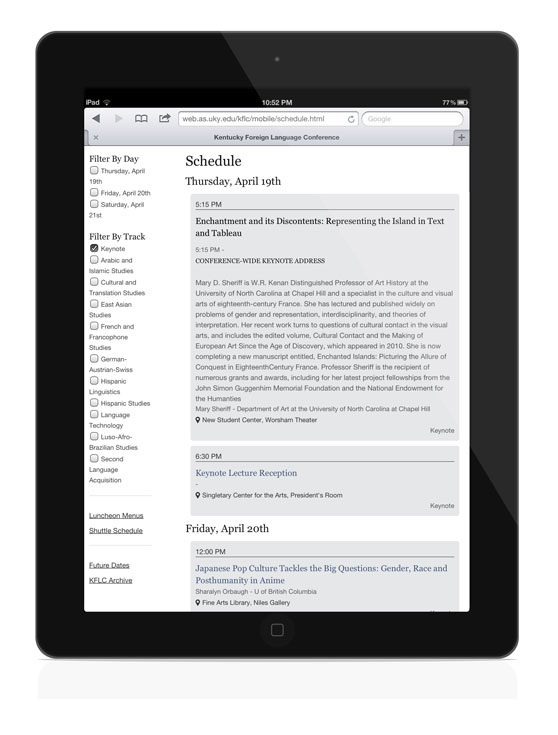 iPad
10:52 PM
77%
web.as.uky.edu/kflc/mobile/schedule.html
Google
Kentucky Foreign Language Conference
Filter By Day
Thursday, April
19th
Friday, April 20th
Saturday, April
21st
Filter By Track
Keynote
Arabic and
Islamic Studies
Cultural and
Translation Studies
East Asian
Studies
French and
Francophone
Studies
German-
Austrian-Swiss
Hispanic
Linguistics
Hispanic Studies
Language
Technology
Luso-Afro-
Brazilian Studies
Second
Language
Acquisition
Luncheon Menus
Shuttle Schedule
Future Dates
KFLC Archive
Schedule
Thursday, April 19th
5:15 PM
Enchantment and its Discontents: Representing the Island in Text
and Tableau
5:15 PM -
CONFERENCE-WIDE KEYNOTE ADDRESS
Mary D. Sheriff is W.R. Kenan Distinguished Professor of Art History at the
University of North Carolina at Chapel Hill and a specialist in the culture and visual
arts of eighteenth-century France. She has lectured and published widely on
problems of gender and representation, interdisciplinarity, and theories of
interpretation. Her recent work turns to questions of cultural contact in the visual
arts, and includes the edited volume, Cultural Contact and the Making of
European Art Since the Age of Discovery, which appeared in 2010. She is now
completing a new manuscript entitled, Enchanted Islands: Picturing the Allure of
Conquest in EighteenthCentury France. Professor Sheriff is the recipient of
numerous grants and awards, including for her latest project fellowships from the
John Simon Guggenhim Memorial Foundation and the National Endowment for
the Humanties
Mary Sheriff - Department of Art at the University of North Carolina at Chapel Hill
New Student Center, Worsham Theater
Keynote
6:30 PM
Keynote Lecture Reception
-
Singletary Center for the Arts, President's Room
Keynote
Friday, April 20th
12:00 PM
Japanese Pop Culture Tackles the Big Questions: Gender, Race and
Posthumanity in Anime
Sharalyn Orbaugh - U of British Columbia
Fine Arts Library, Niles Gallery